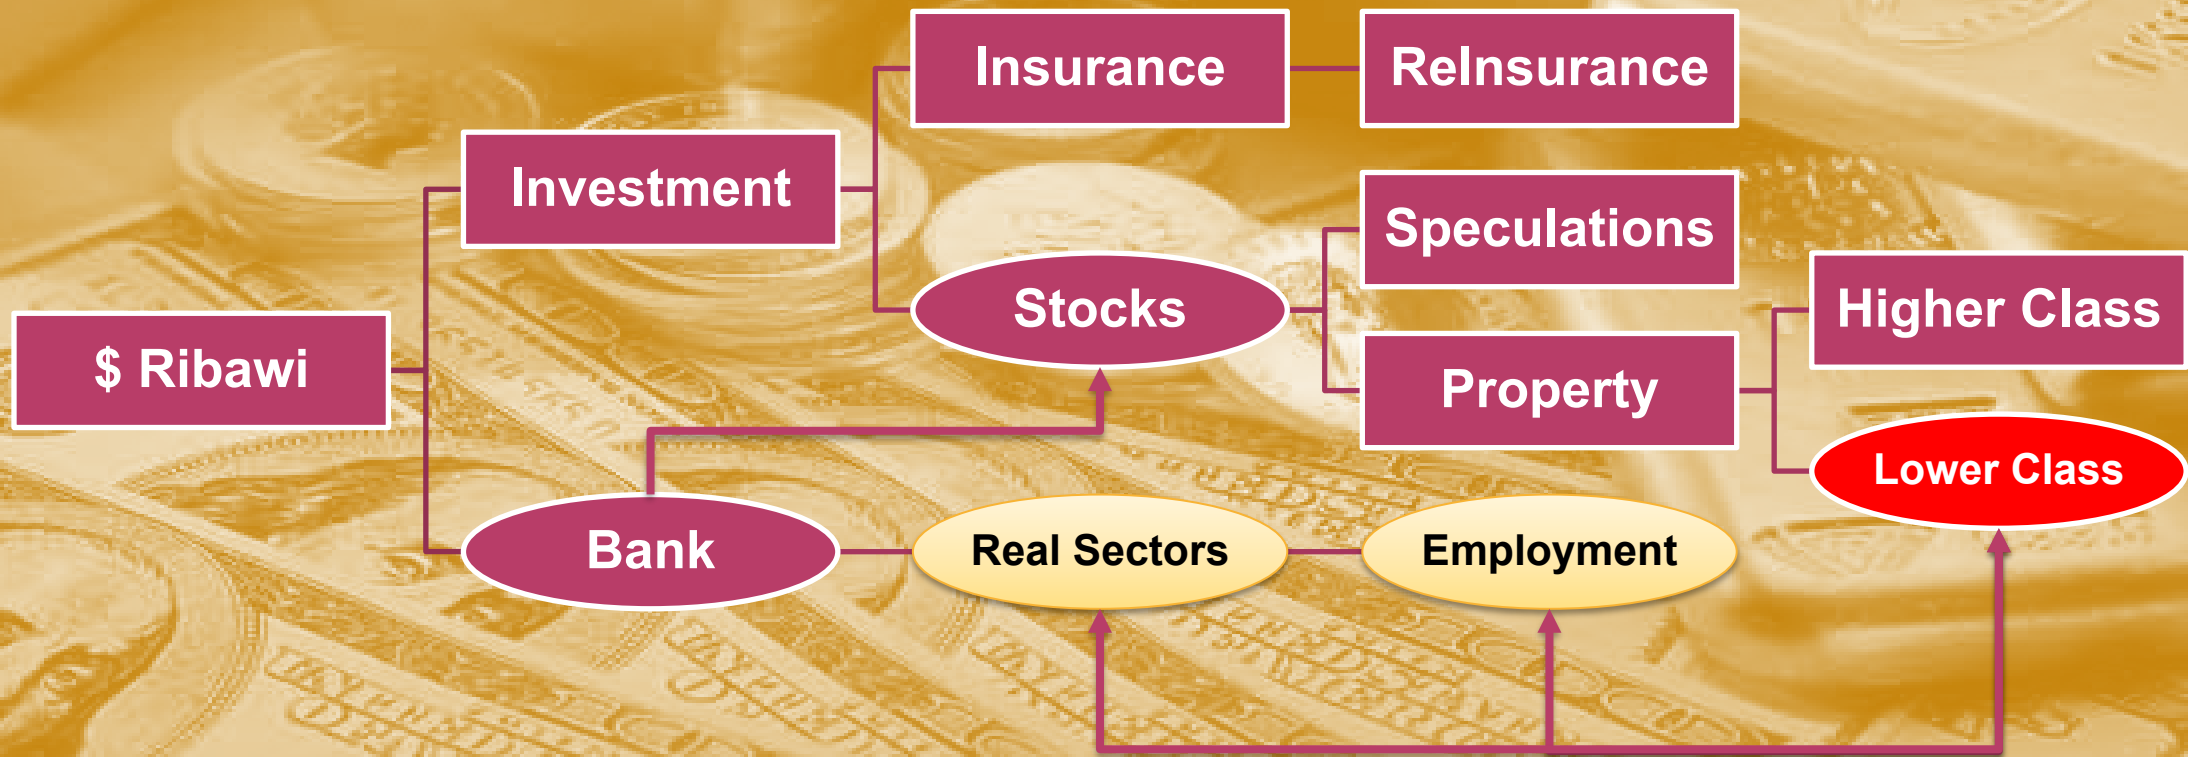 Insurance
ReInsurance
Investment
Speculations
Stocks
Higher Class
$ Ribawi
Property
Lower Class
Bank
Real Sectors
Employment